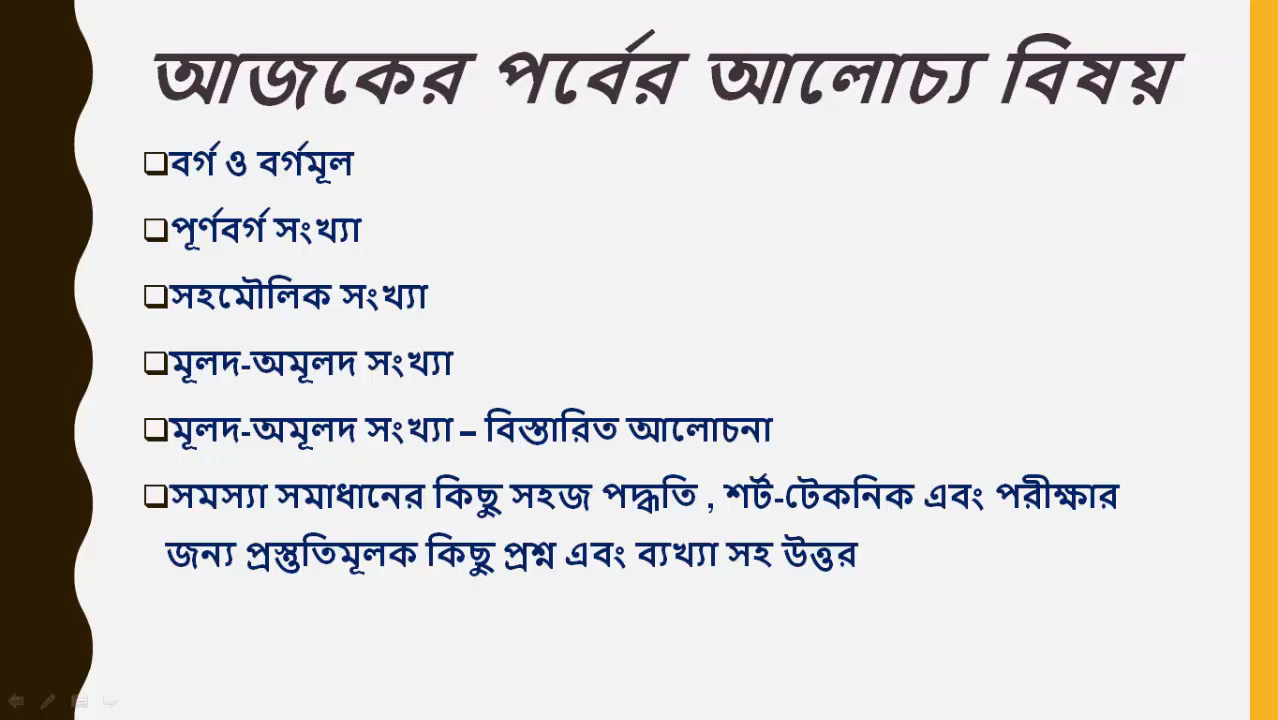 আজকের পর্বের আলোচ্য বিষয়
❑বর্গ ও বর্গমূল
❑পূর্ণবর্গ সংখ্যা
❑সহমৌলিক সংখ্যা
❑মূলদ-অমূলদ সংখ্যা
❑মূলদ-অমূলদ সংখ্যা – বিস্তারিত আলোচনা
❑সমস্যা সমাধানের কিছু সহজ পদ্ধতি , শর্ট-টেকনিক এবং পরীক্ষার
জন্য প্রস্তুতিমূলক কিছু প্রশ্ন এবং ব্যখ্যা সহ উত্তর